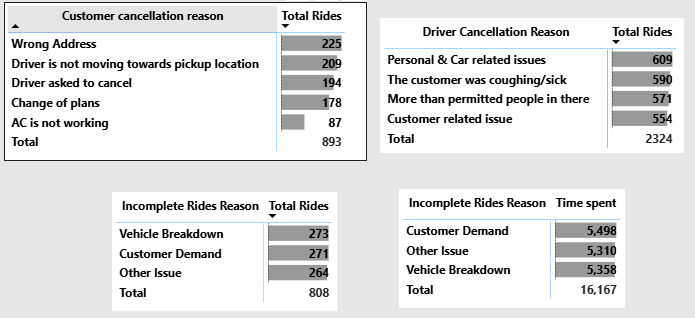 Customer cancellation reason Total Rides
Wrong Address 225
Driver is not moving towards pickup location 209
Driver asked to cancel 194
Change of plans 178
AC is not working 87
Total 893
Driver Cancellation Reason Total Rides
Personal & Car related issues 609
The customer was coughing/sick 590
More than permitted people in there 571
Customer related issue 554
Total 2324
Incomplete Rides Reason Total Rides
Vehicle Breakdown 273
Customer Demand 271
Other Issue 264
Total 808
Incomplete Rides Reason Time spent
Customer Demand 5,498
Other Issue 5,310
Vehicle Breakdown 5,358
Total 16,167